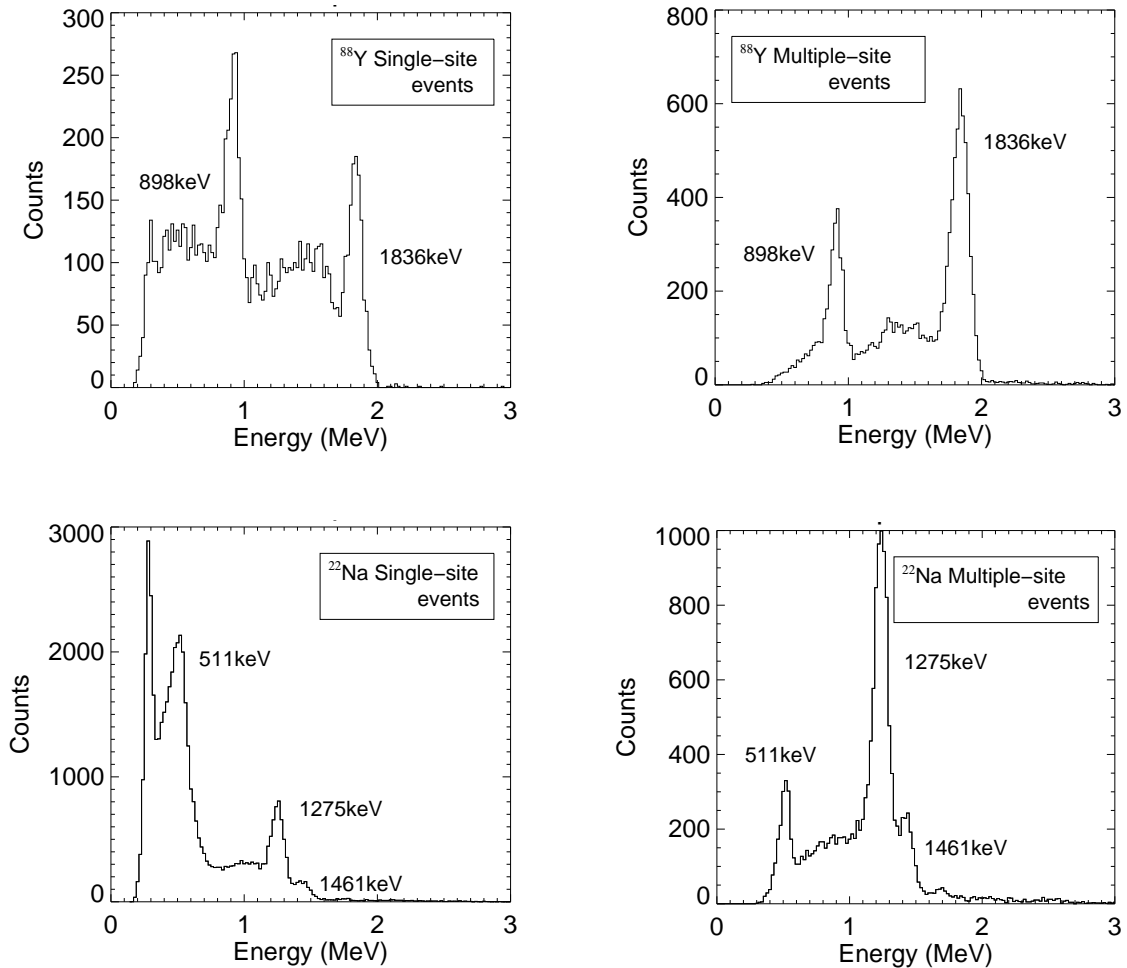 300
250
200
150
100
50
0
Counts
⁸⁸Y Single−site
events
898keV
1836keV
0 1 2 3
Energy (MeV)
800
600
400
200
0
Counts
⁸⁸Y Multiple−site
events
1836keV
898keV
0 1 2 3
Energy (MeV)
3000
2000
1000
0
Counts
²²Na Single−site
events
511keV
1275keV
1461keV
0 1 2 3
Energy (MeV)
1000
800
600
400
200
0
Counts
²²Na Multiple−site
events
1275keV
511keV
1461keV
0 1 2 3
Energy (MeV)